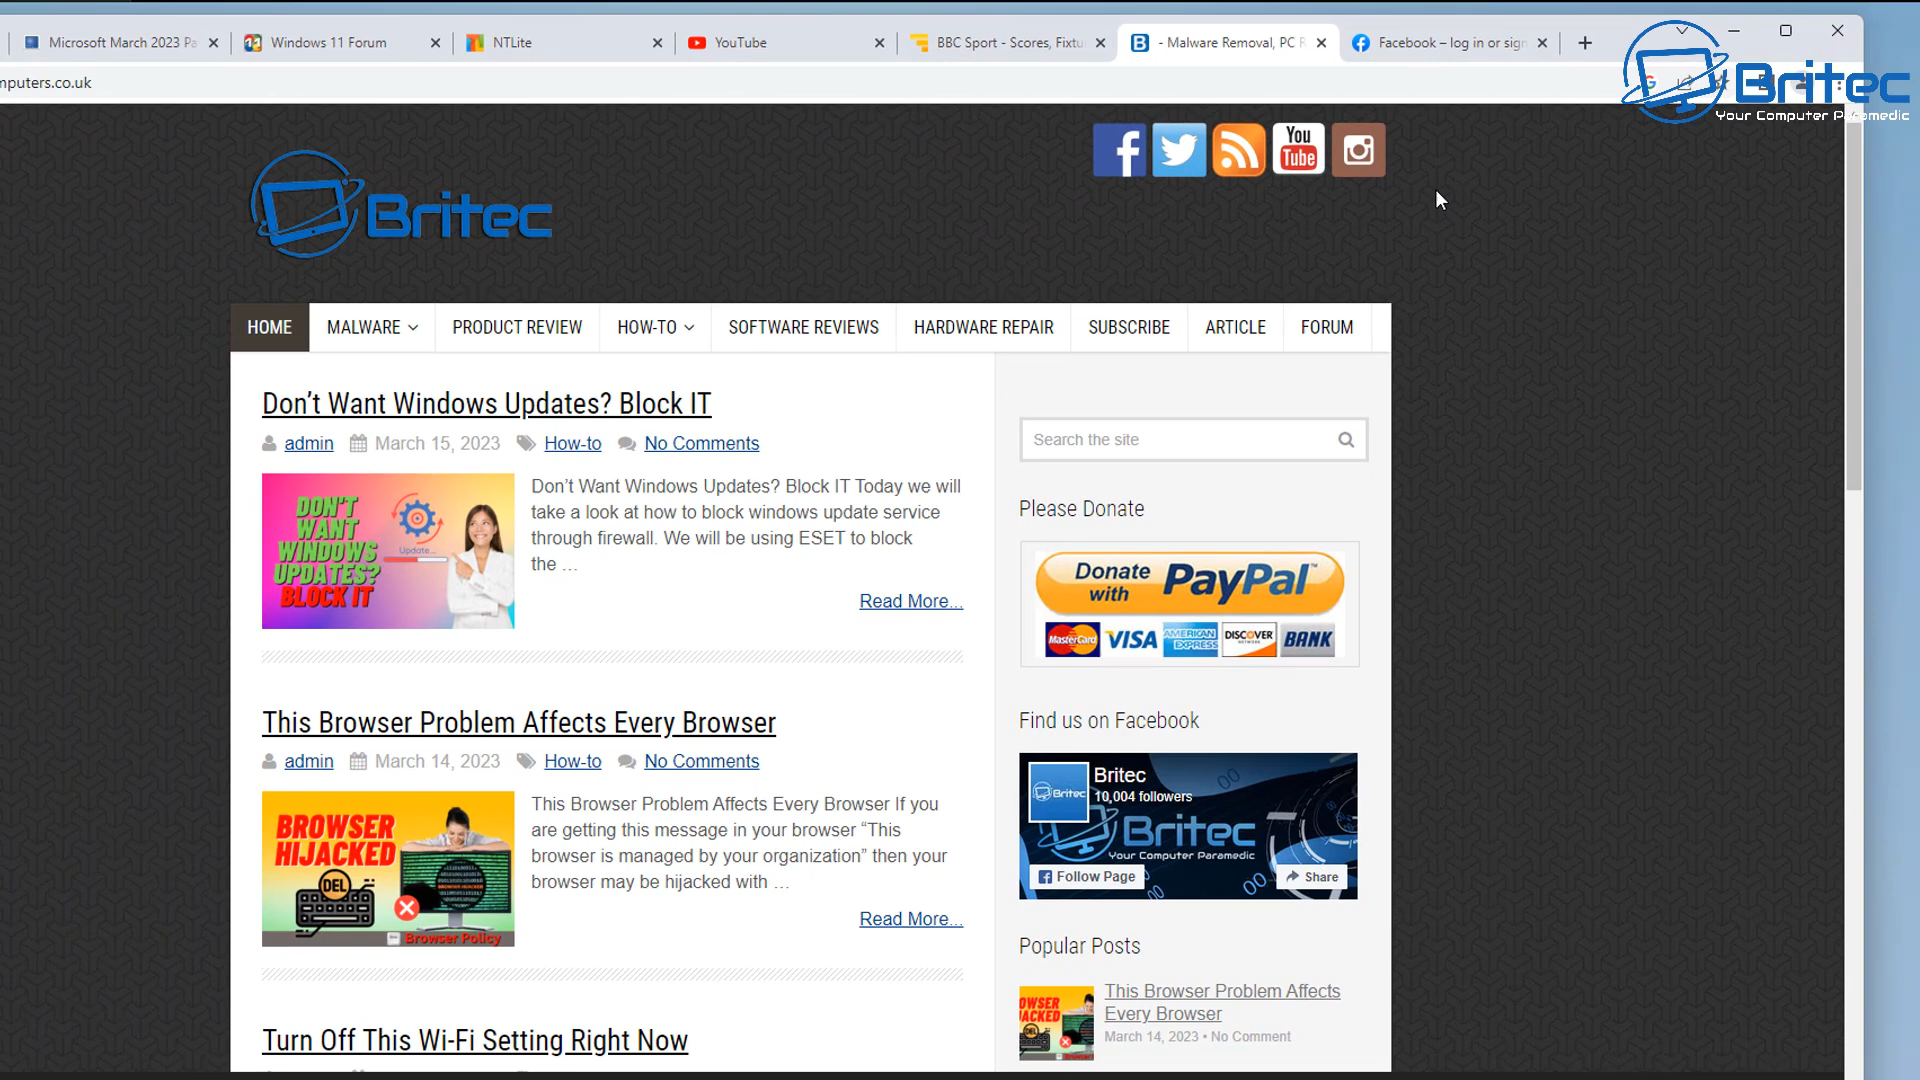 Microsoft March 2023 Pa
Windows 11 Forum
NTLite
YouTube
BBC Sport - Scores, Fixtu
- Malware Removal, PC R
Facebook – log in or sign
Britec
Your Computer Paramedic
mputers.co.uk
You
Tube
Britec
HOME
MALWARE
PRODUCT REVIEW
HOW-TO
SOFTWARE REVIEWS
HARDWARE REPAIR
SUBSCRIBE
ARTICLE
FORUM
Don't Want Windows Updates? Block IT
admin March 15, 2023 How-to No Comments
DON'T
WANT
WINDOWS
UPDATES?
BLOCK IT
Update...
Don't Want Windows Updates? Block IT Today we will
take a look at how to block windows update service
through firewall. We will be using ESET to block
the …
Read More...
This Browser Problem Affects Every Browser
admin March 14, 2023 How-to No Comments
BROWSER
HIJACKED
DEL
Browser Policy
This Browser Problem Affects Every Browser If you
are getting this message in your browser “This
browser is managed by your organization” then your
browser may be hijacked with …
Read More...
Turn Off This Wi-Fi Setting Right Now
Search the site
Please Donate
Donate
with
PayPal™
MasterCard VISA AMERICAN EXPRESS DISCOVER NETWORK BANK
Find us on Facebook
Britec
Britec
10,004 followers
Britec
Your Computer Paramedic
Follow Page
Share
Popular Posts
This Browser Problem Affects
Every Browser
March 14, 2023 • No Comment